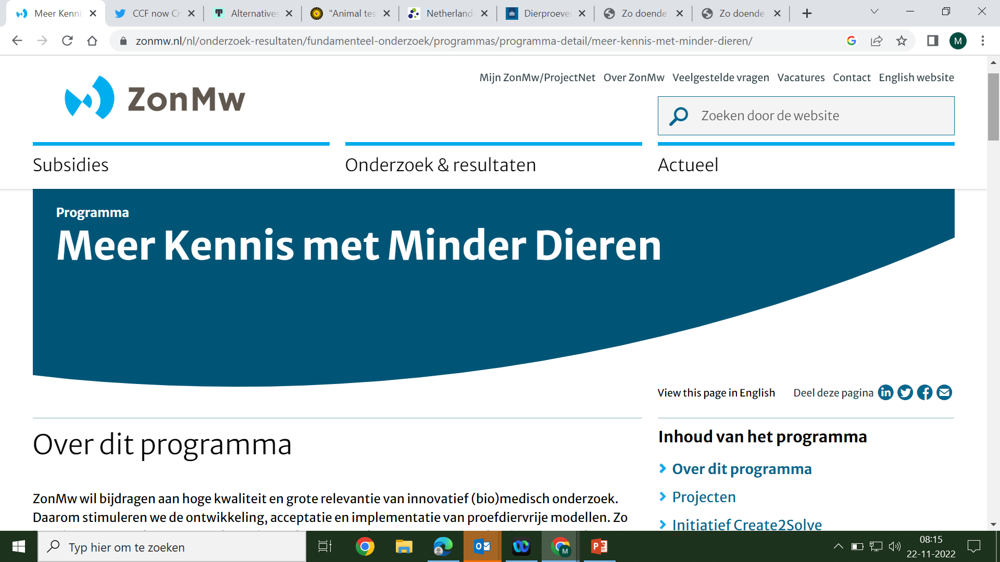 Meer Kenni
CCF now Cr
Alternatives
"Animal tes
Netherland
Dierproeve
Zo doende
Zo doende
zonmw.nl/nl/onderzoek-resultaten/fundamenteel-onderzoek/programmas/programma-detail/meer-kennis-met-minder-dieren/
M
Mijn ZonMw/ProjectNet Over ZonMw Veelgestelde vragen Vacatures Contact English website
ZonMw
Zoeken door de website
Subsidies
Onderzoek & resultaten
Actueel
Programma
Meer Kennis met Minder Dieren
View this page in English
Deel deze pagina
Over dit programma
ZonMw wil bijdragen aan hoge kwaliteit en grote relevantie van innovatief (bio)medisch onderzoek.
Daarom stimuleren we de ontwikkeling, acceptatie en implementatie van proefdiervrije modellen. Zo
Inhoud van het programma
Over dit programma
Projecten
Initiatief Create2Solve
Typ hier om te zoeken
08:15
22-11-2022